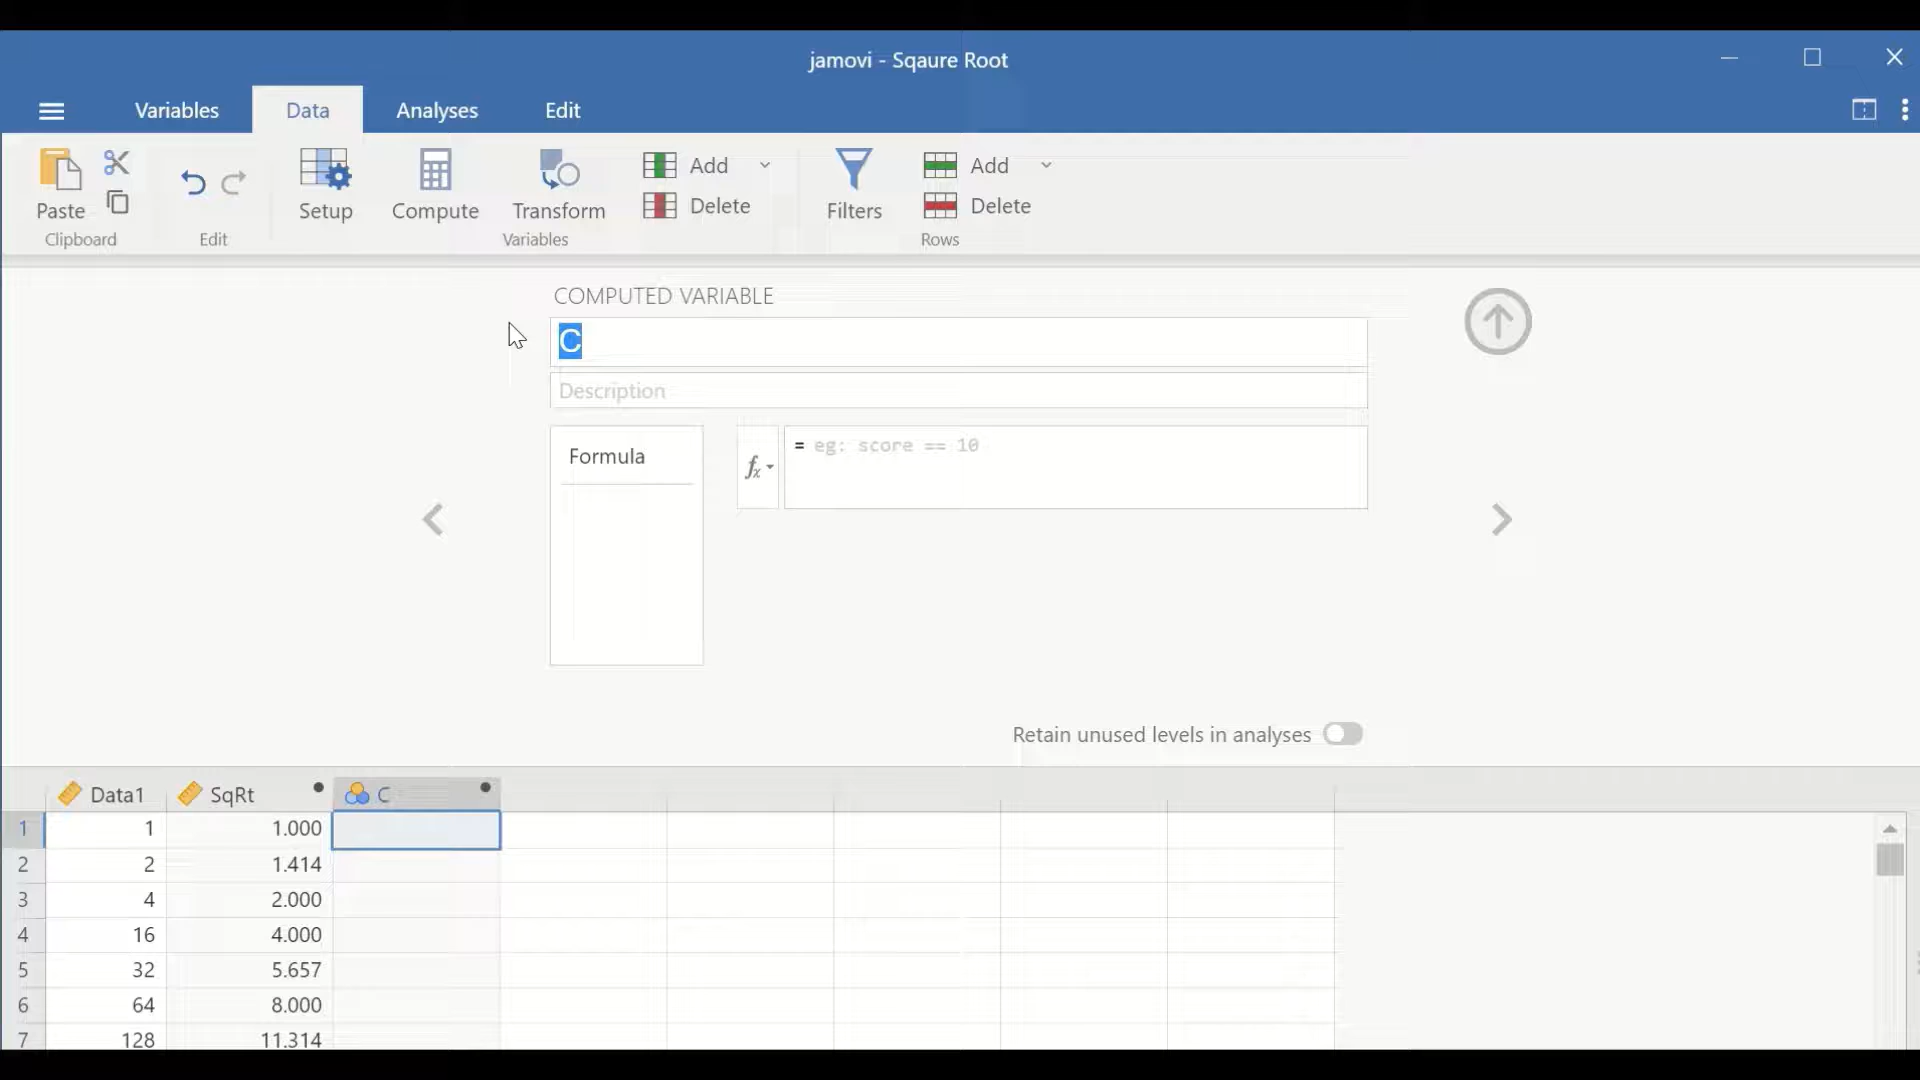 jamovi - Sqaure Root
Variables Data Analyses Edit
Paste Setup Compute Transform Add Delete Filters Add Delete
Clipboard Edit Variables Rows
COMPUTED VARIABLE
C
Description
Formula
fx = eg: score == 10
Retain unused levels in analyses
Data1 SqRt C
1 1 1.000
2 2 1.414
3 4 2.000
4 16 4.000
5 32 5.657
6 64 8.000
7 128 11.314